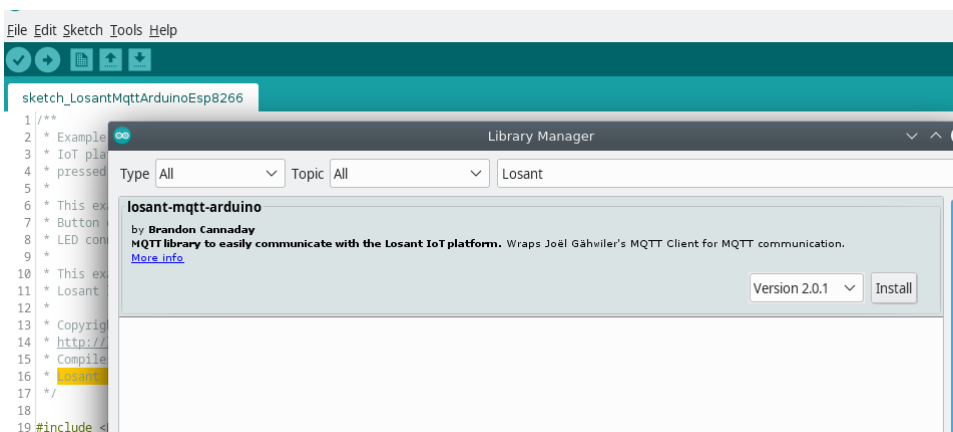 File Edit Sketch Tools Help
sketch_LosantMqttArduinoEsp8266
Library Manager
Type All Topic All Losant
losant-mqtt-arduino
by Brandon Cannaday
MQTT library to easily communicate with the Losant IoT platform. Wraps Joël Gähwiler's MQTT Client for MQTT communication.
More info
Version 2.0.1 Install
1 /**
2 * Example
3 * IoT pla
4 * pressed
5 *
6 * This ex
7 * Button
8 * LED con
9 *
10 * This ex
11 * Losant
12 *
13 * Copyrig
14 * http://
15 * Compile
16 * Losant
17 */
18
19 #include <